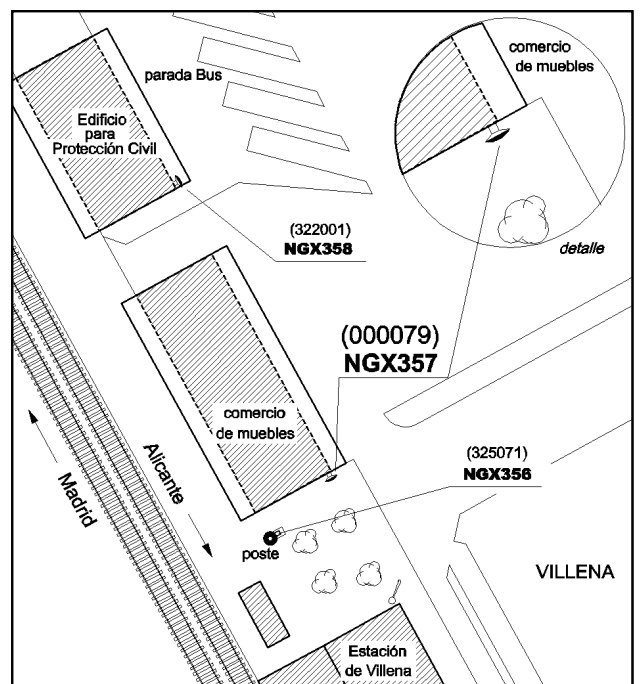 parada Bus
Edificio
para
Protección Civil
comercio
de muebles
detalle
(322001)
NGX358
(000079)
NGX357
comercio
de muebles
(325071)
NGX356
Alicante
Madrid
poste
VILLENA
Estación
de Villena